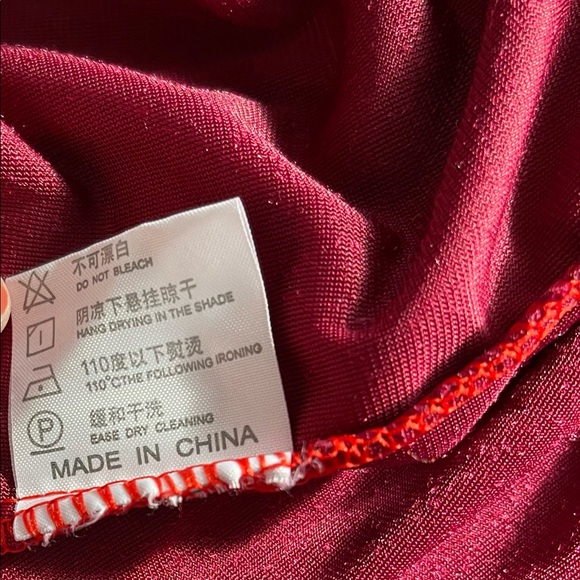 不可漂白
DO NOT BLEACH
阴凉下悬挂晾干
HANG DRYING IN THE SHADE
110度以下熨烫
110°CTHE FOLLOWING IRONING
P
缓和干洗
EASE DRY CLEANING
MADE IN CHINA